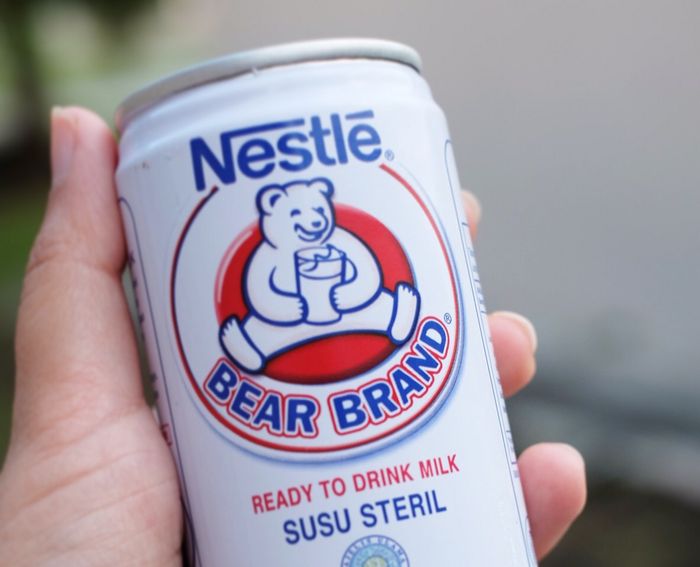 Nestlé®
BEAR BRAND®
READY TO DRINK MILK
SUSU STERIL